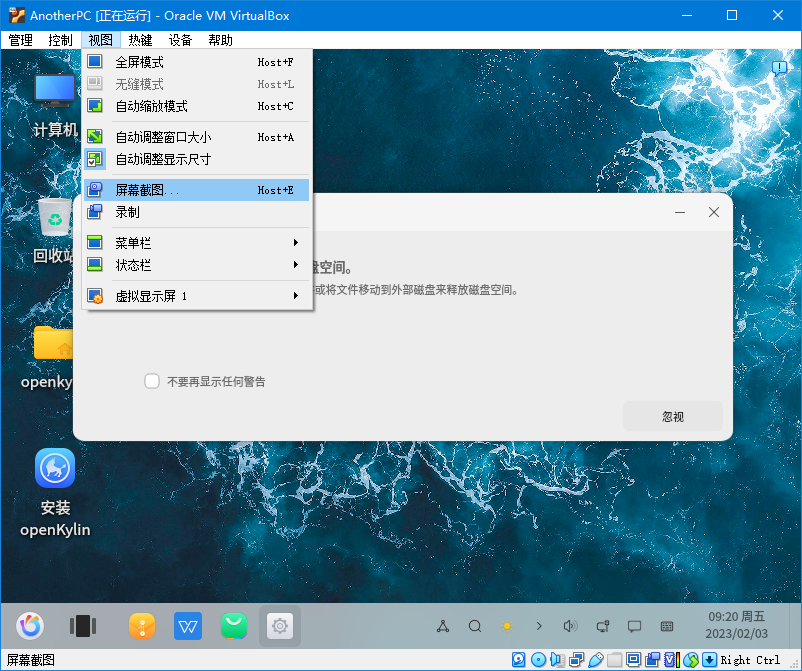 AnotherPC [正在运行] - Oracle VM VirtualBox
管理 控制 视图 热键 设备 帮助
全屏模式 Host+F
无缝模式 Host+L
自动缩放模式 Host+C
自动调整窗口大小 Host+A
自动调整显示尺寸
屏幕截图... Host+E
录制
菜单栏
状态栏
虚拟显示屏 1
计算机
回收站
openky
安装
openKylin
盘空间。
或将文件移动到外部磁盘来释放磁盘空间。
不要再显示任何警告
忽视
09:20 周五
2023/02/03
屏幕截图
Right Ctrl